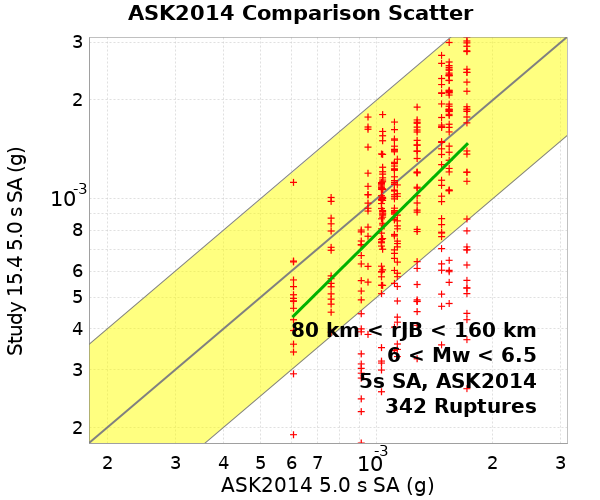 ASK2014 Comparison Scatter
Study 15.4 5.0 s SA (g)
3
2
10-3
8
6
5
4
3
2
80 km < rJB < 160 km
6 < Mw < 6.5
5s SA, ASK2014
342 Ruptures
2 3 4 5 6 7 10-3 2 3
ASK2014 5.0 s SA (g)